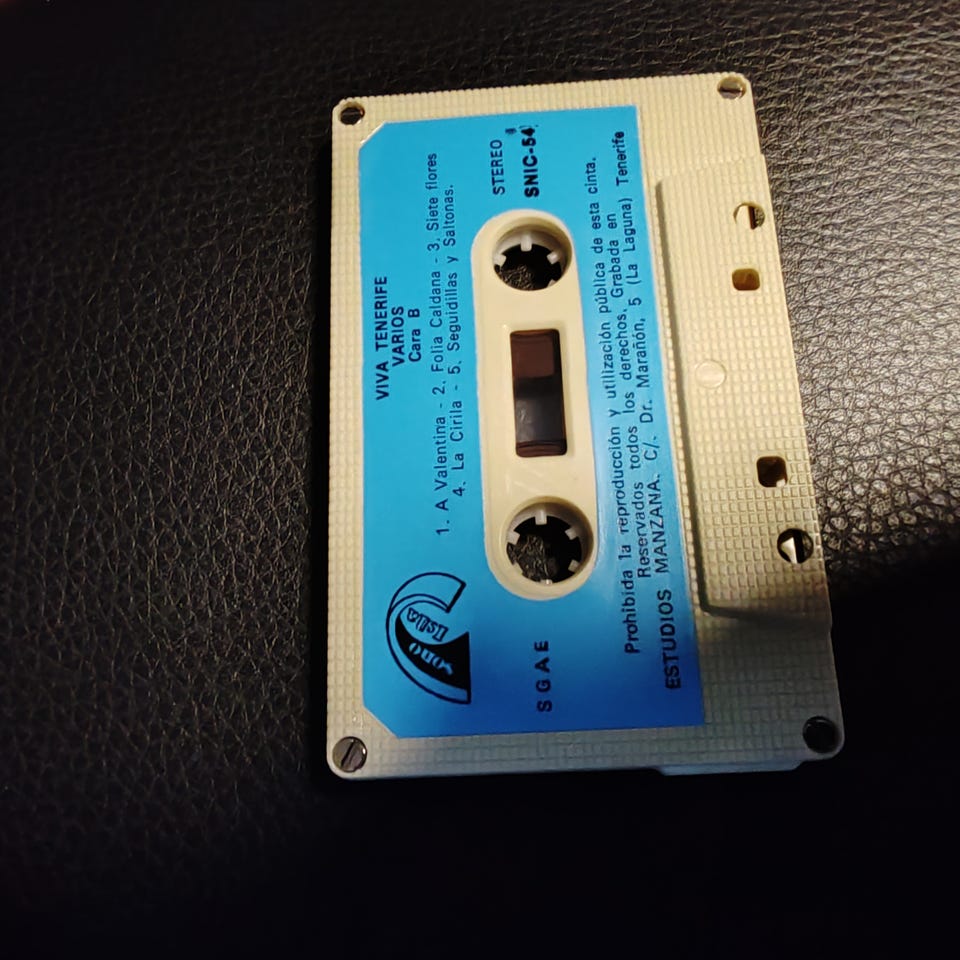 VIVA TENERIFE
VARIOS
Cara B
1. A Valentina - 2. Folia Caldana - 3. Siete flores
4. La Cirila - 5. Seguidillas y Saltonas.
SONO
Isla
STEREO
SNIC-54
SGAE
Prohibida la reproducción y utilización pública de esta cinta.
Reservados todos los derechos. Grabada en
ESTUDIOS MANZANA. C/. Dr. Marañón, 5 (La Laguna) Tenerife